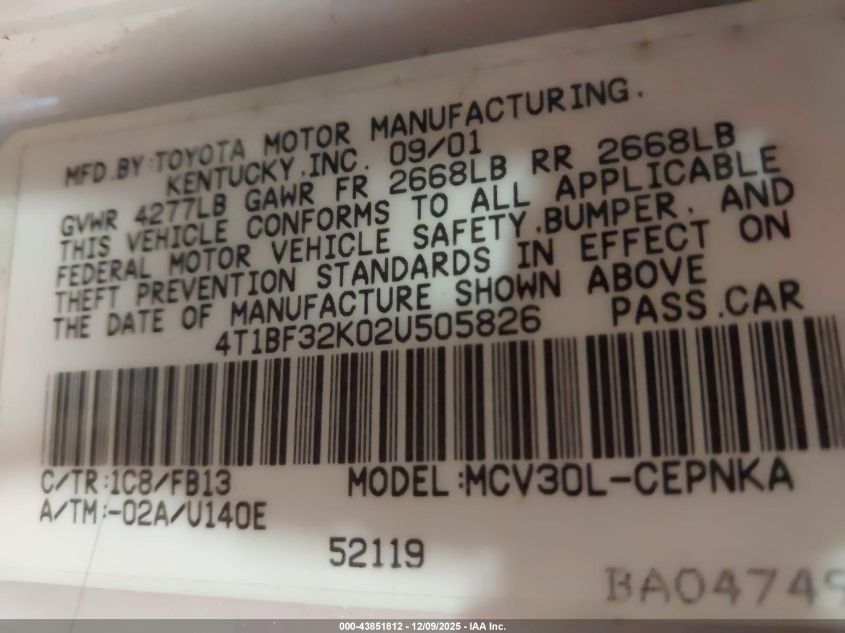 MFD.BY:TOYOTA MOTOR MANUFACTURING.
KENTUCKY,INC. 09/01
GVWR 4277LB GAWR FR 2668LB RR 2668LB
THIS VEHICLE CONFORMS TO ALL APPLICABLE
FEDERAL MOTOR VEHICLE SAFETY,BUMPER, AND
THEFT PREVENTION STANDARDS IN EFFECT ON
THE DATE OF MANUFACTURE SHOWN ABOVE
4T1BF32K02U505826 PASS.CAR
C/TR:1C8/FB13 MODEL:MCV30L-CEPNKA
A/TM:-02A/U140E
52119
BA04749
000-43851812 - 12/09/2025 - IAA Inc.